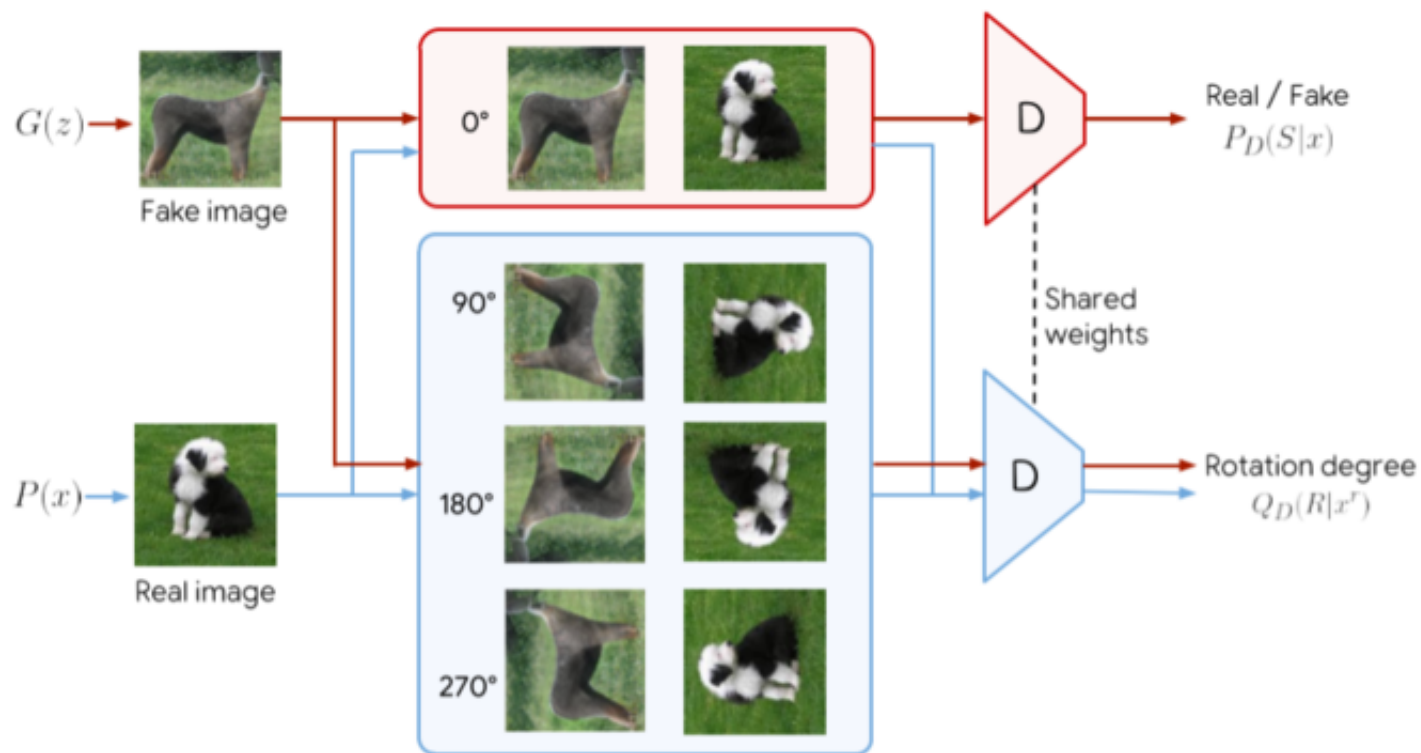 G(z)
Fake image
0°
D
Real / Fake
P_D(S|x)
90°
Shared
weights
P(x)
Real image
180°
D
Rotation degree
Q_D(R|x^r)
270°